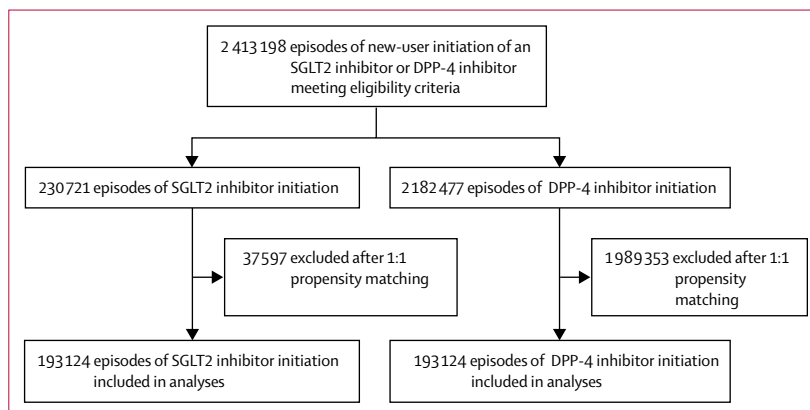 2 413 198 episodes of new-user initiation of an
SGLT2 inhibitor or DPP-4 inhibitor
meeting eligibility criteria
230 721 episodes of SGLT2 inhibitor initiation
2 182 477 episodes of DPP-4 inhibitor initiation
37 597 excluded after 1:1
propensity matching
1 989 353 excluded after 1:1
propensity
matching
193 124 episodes of SGLT2 inhibitor initiation
included in analyses
193 124 episodes of DPP-4 inhibitor initiation
included in analyses